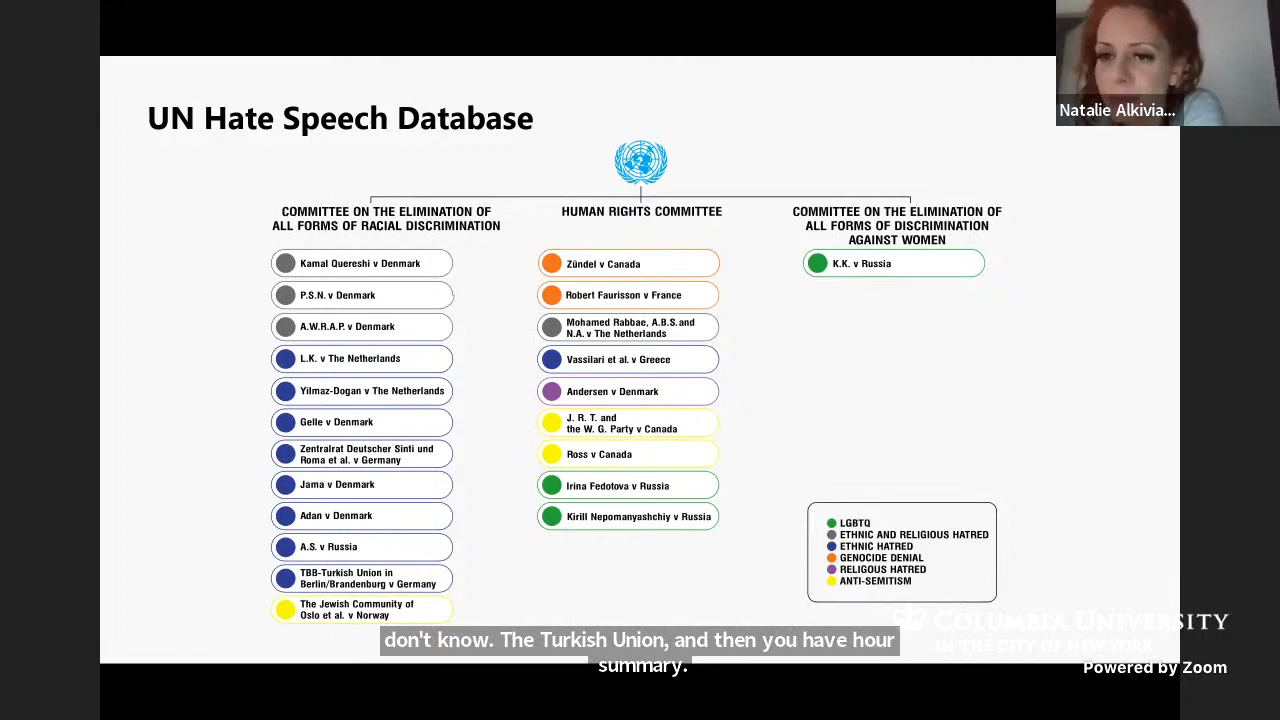 Natalie Alkivia...
UN Hate Speech Database
COMMITTEE ON THE ELIMINATION OF
ALL FORMS OF RACIAL DISCRIMINATION
Kamal Quereshi v Denmark
P.S.N. v Denmark
A.W.R.A.P. v Denmark
L.K. v The Netherlands
Yilmaz-Dogan v The Netherlands
Gelle v Denmark
Zentralrat Deutscher Sinti und
Roma et al. v Germany
Jama v Denmark
Adan v Denmark
A.S. v Russia
TBB-Turkish Union in
Berlin/Brandenburg v Germany
The Jewish Community of
Oslo et al. v Norway
HUMAN RIGHTS COMMITTEE
Zündel v Canada
Robert Faurisson v France
Mohamed Rabbae, A.B.S. and
N.A. v The Netherlands
Vassilari et al. v Greece
Andersen v Denmark
J. R. T. and
the W. G. Party v Canada
Ross v Canada
Irina Fedotova v Russia
Kirill Nepomanyashchiy v Russia
COMMITTEE ON THE ELIMINATION OF
ALL FORMS OF DISCRIMINATION
AGAINST WOMEN
K.K. v Russia
LGBTQ
ETHNIC AND RELIGIOUS HATRED
ETHNIC HATRED
GENOCIDE DENIAL
RELIGOUS HATRED
ANTI-SEMITISM
COLUMBIA UNIVERSITY
IN THE CITY OF NEW YORK
Powered by Zoom
don't know. The Turkish Union, and then you have hour
summary.